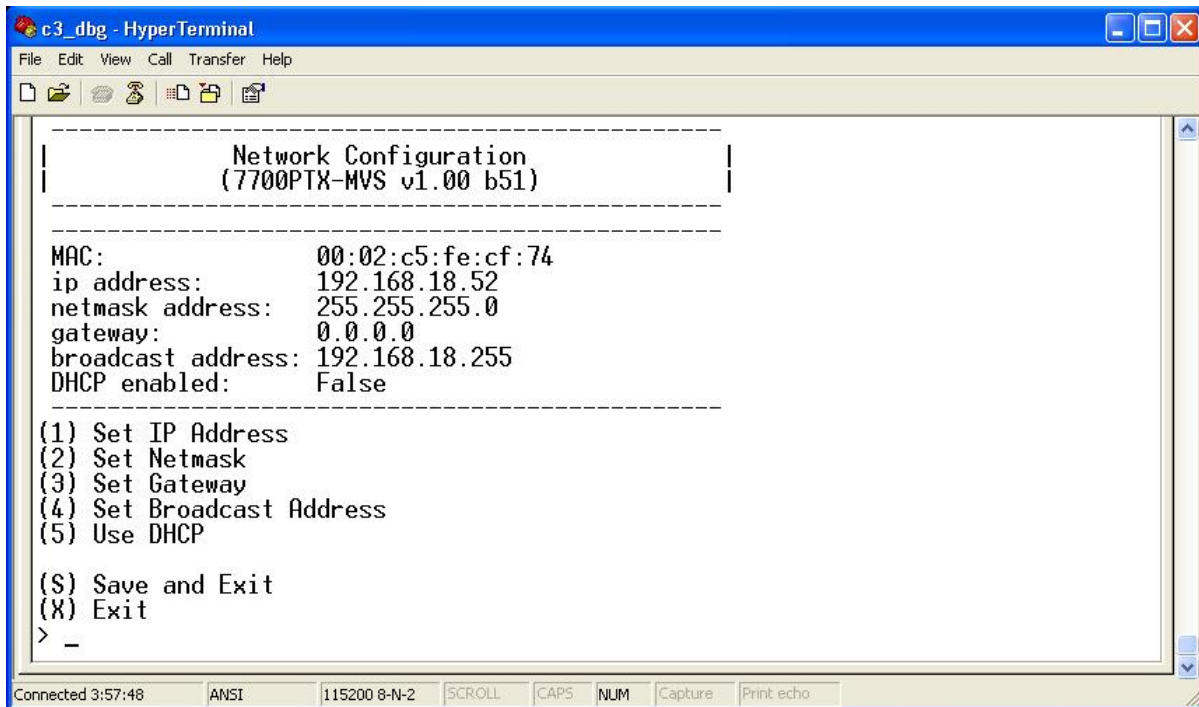 c3_dbg - HyperTerminal
File Edit View Call Transfer Help
Network Configuration
(7700PTX-MVS v1.00 b51)
MAC: 00:02:c5:fe:cf:74
ip address: 192.168.18.52
netmask address: 255.255.255.0
gateway: 0.0.0.0
broadcast address: 192.168.18.255
DHCP enabled: False
(1) Set IP Address
(2) Set Netmask
(3) Set Gateway
(4) Set Broadcast Address
(5) Use DHCP
(S) Save and Exit
(X) Exit
> _
Connected 3:57:48 ANSI 115200 8-N-2 SCROLL CAPS NUM Capture Print echo